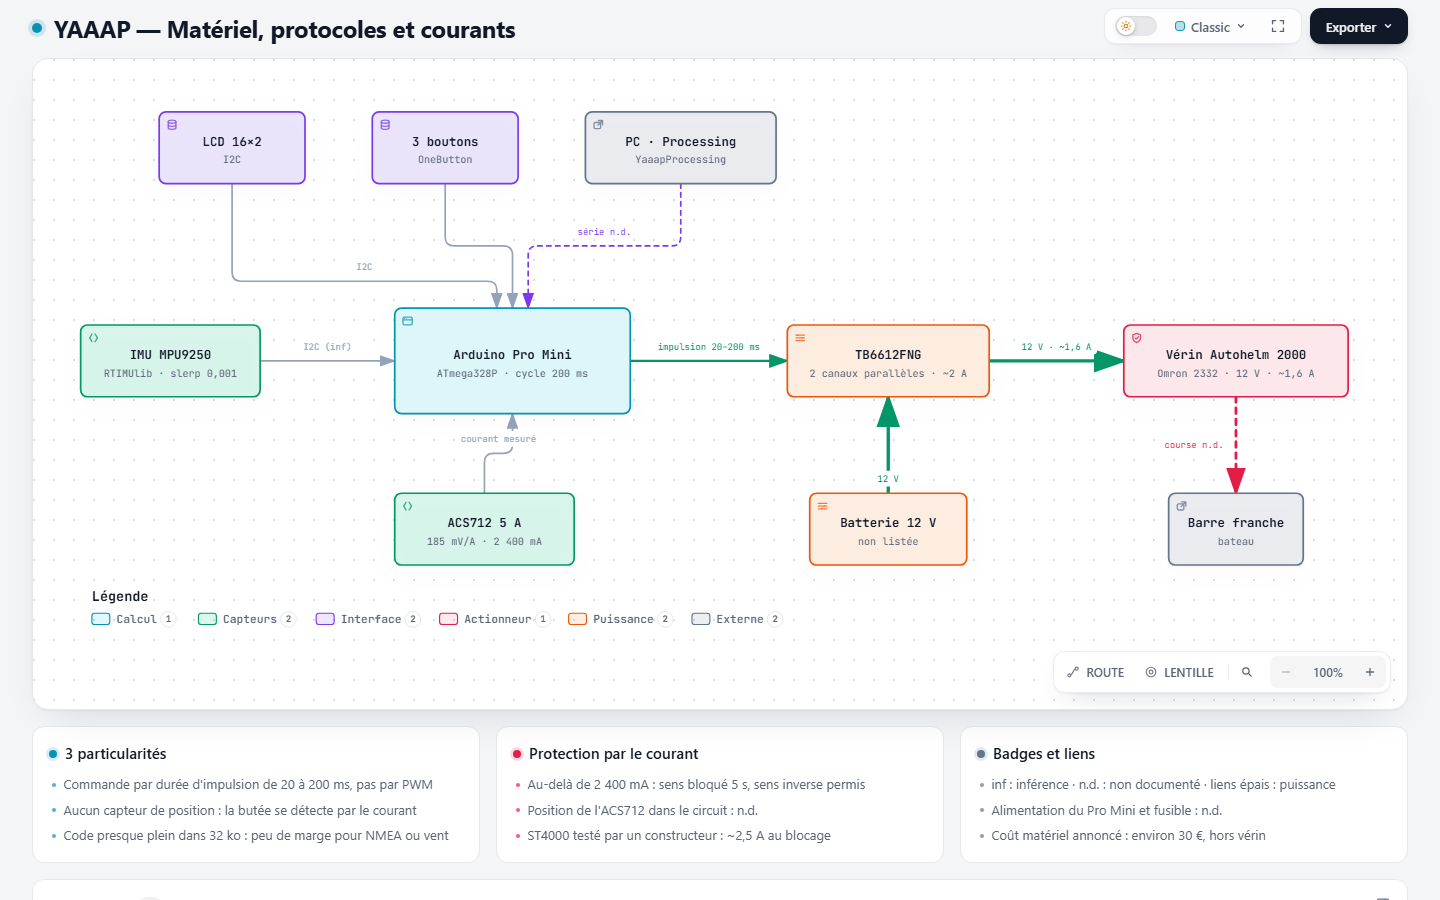 YAAAP — Matériel, protocoles et courants
Classic
Exporter
LCD 16×2
I2C
3 boutons
OneButton
PC · Processing
YaaapProcessing
série n.d.
I2C
IMU MPU9250
RTIMUlib · slerp 0,001
I2C (inf)
Arduino Pro Mini
ATmega328P · cycle 200 ms
impulsion 20–200 ms
TB6612FNG
2 canaux parallèles · ~2 A
12 V · ~1,6 A
Vérin Autohelm 2000
Omron 2332 · 12 V · ~1,6 A
courant mesuré
course n.d.
12 V
ACS712 5 A
185 mV/A · 2 400 mA
Batterie 12 V
non listée
Barre franche
bateau
Légende
Calcul 1
Capteurs 2
Interface 2
Actionneur 1
Puissance 2
Externe 2
ROUTE
LENTILLE
100%
3 particularités
Commande par durée d'impulsion de 20 à 200 ms, pas par PWM
Aucun capteur de position : la butée se détecte par le courant
Code presque plein dans 32 ko : peu de marge pour NMEA ou vent
Protection par le courant
Au-delà de 2 400 mA : sens bloqué 5 s, sens inverse permis
Position de l'ACS712 dans le circuit : n.d.
ST4000 testé par un constructeur : ~2,5 A au blocage
Badges et liens
inf : inférence · n.d. : non documenté · liens épais : puissance
Alimentation du Pro Mini et fusible : n.d.
Coût matériel annoncé : environ 30 €, hors vérin